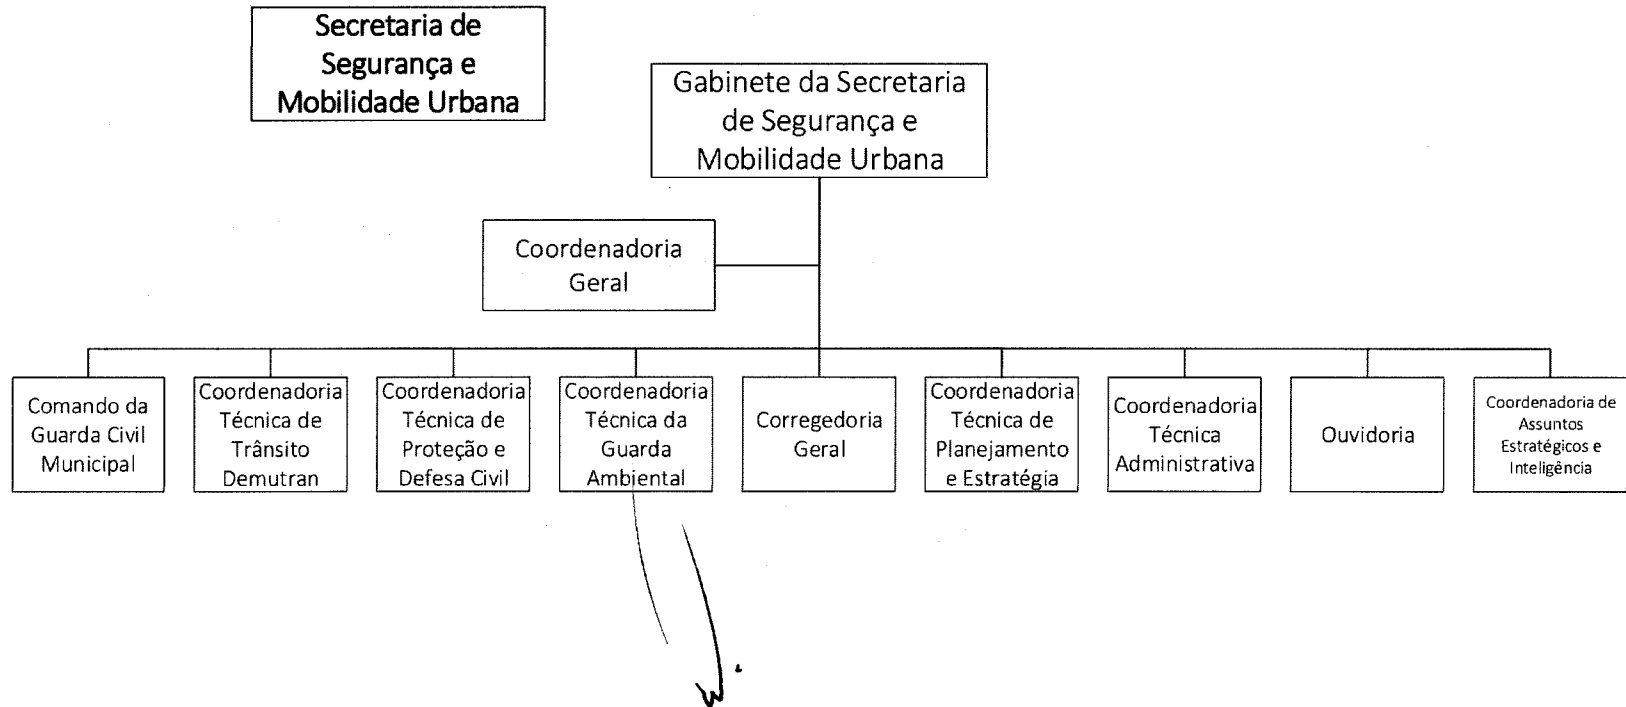 Secretaria de
Segurança e
Mobilidade Urbana
Gabinete da Secretaria
de Segurança e
Mobilidade Urbana
Coordenadoria
Geral
Comando da
Guarda Civil
Municipal
Coordenadoria
Técnica de
Trânsito
Demutran
Coordenadoria
Técnica de
Proteção e
Defesa Civil
Coordenadoria
Técnica da
Guarda
Ambiental
Corregedoria
Geral
Coordenadoria
Técnica de
Planejamento
e Estratégia
Coordenadoria
Técnica
Administrativa
Ouvidoria
Coordenadoria de
Assuntos
Estratégicos e
Inteligência